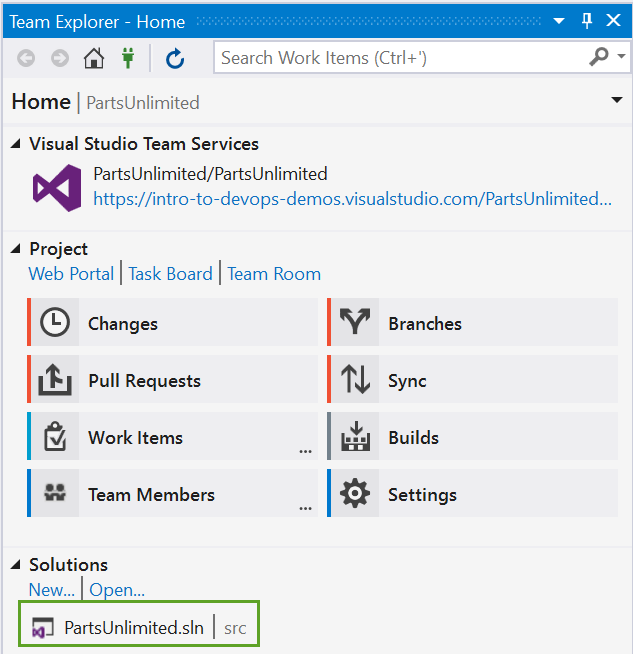 Team Explorer - Home
Search Work Items (Ctrl+')
Home | PartsUnlimited
Visual Studio Team Services
PartsUnlimited/PartsUnlimited
https://intro-to-devops-demos.visualstudio.com/PartsUnlimited...
Project
Web Portal | Task Board | Team Room
Changes
Branches
Pull Requests
Sync
Work Items ...
Builds
Team Members ...
Settings
Solutions
New... | Open...
PartsUnlimited.sln | src